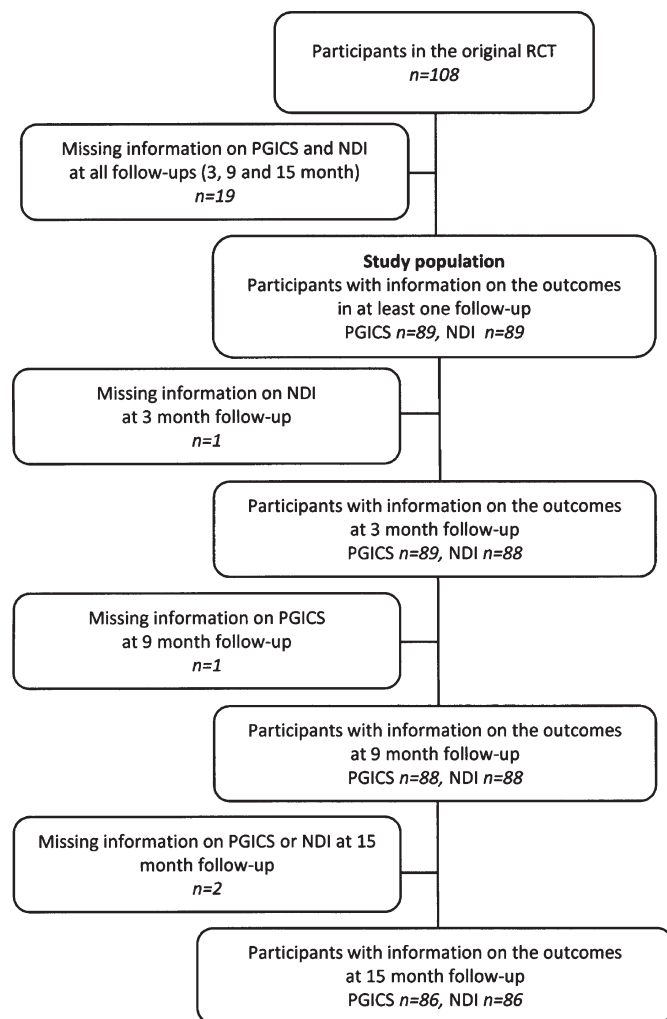 Participants in the original RCT
n=108
Missing information on PGICS and NDI
at all follow-ups (3, 9 and 15 month)
n=19
Study population
Participants with information on the outcomes
in at least one follow-up
PGICS n=89, NDI n=89
Missing information on NDI
at 3 month follow-up
n=1
Participants with information on the outcomes
at 3 month follow-up
PGICS n=89, NDI n=88
Missing information on PGICS
at 9 month follow-up
n=1
Participants with information on the outcomes
at 9 month follow-up
PGICS n=88, NDI n=88
Missing information on PGICS or NDI at 15
month follow-up
n=2
Participants with information on the outcomes
at 15 month follow-up
PGICS n=86, NDI n=86